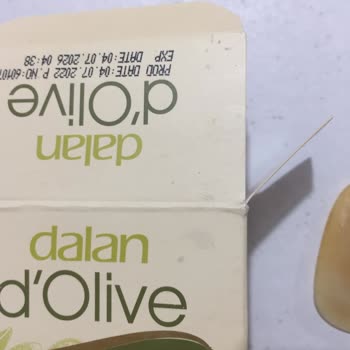 PROD DATE:04.07.2022 P.NO:
EXP DATE:04.07.2026 04:38
d'Olive
dalan
dalan
d'Olive